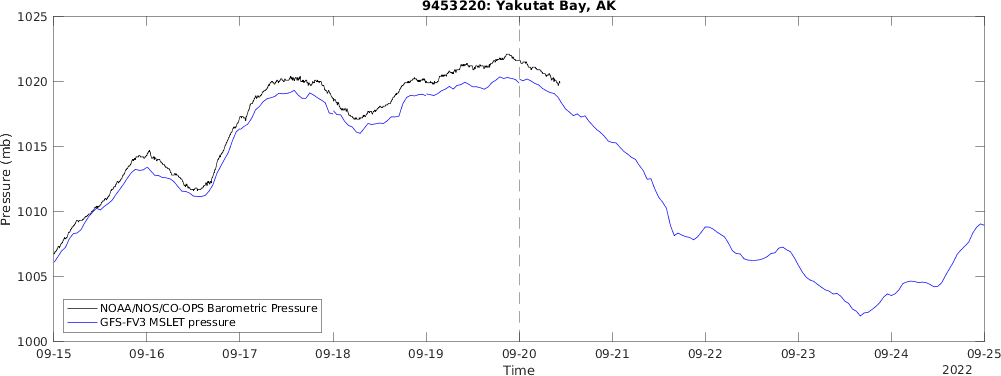 9453220: Yakutat Bay, AK
Pressure (mb)
1025
1020
1015
1010
1005
1000
NOAA/NOS/CO-OPS Barometric Pressure
GFS-FV3 MSLET pressure
09-15 09-16 09-17 09-18 09-19 09-20 09-21 09-22 09-23 09-24 09-25
Time
2022